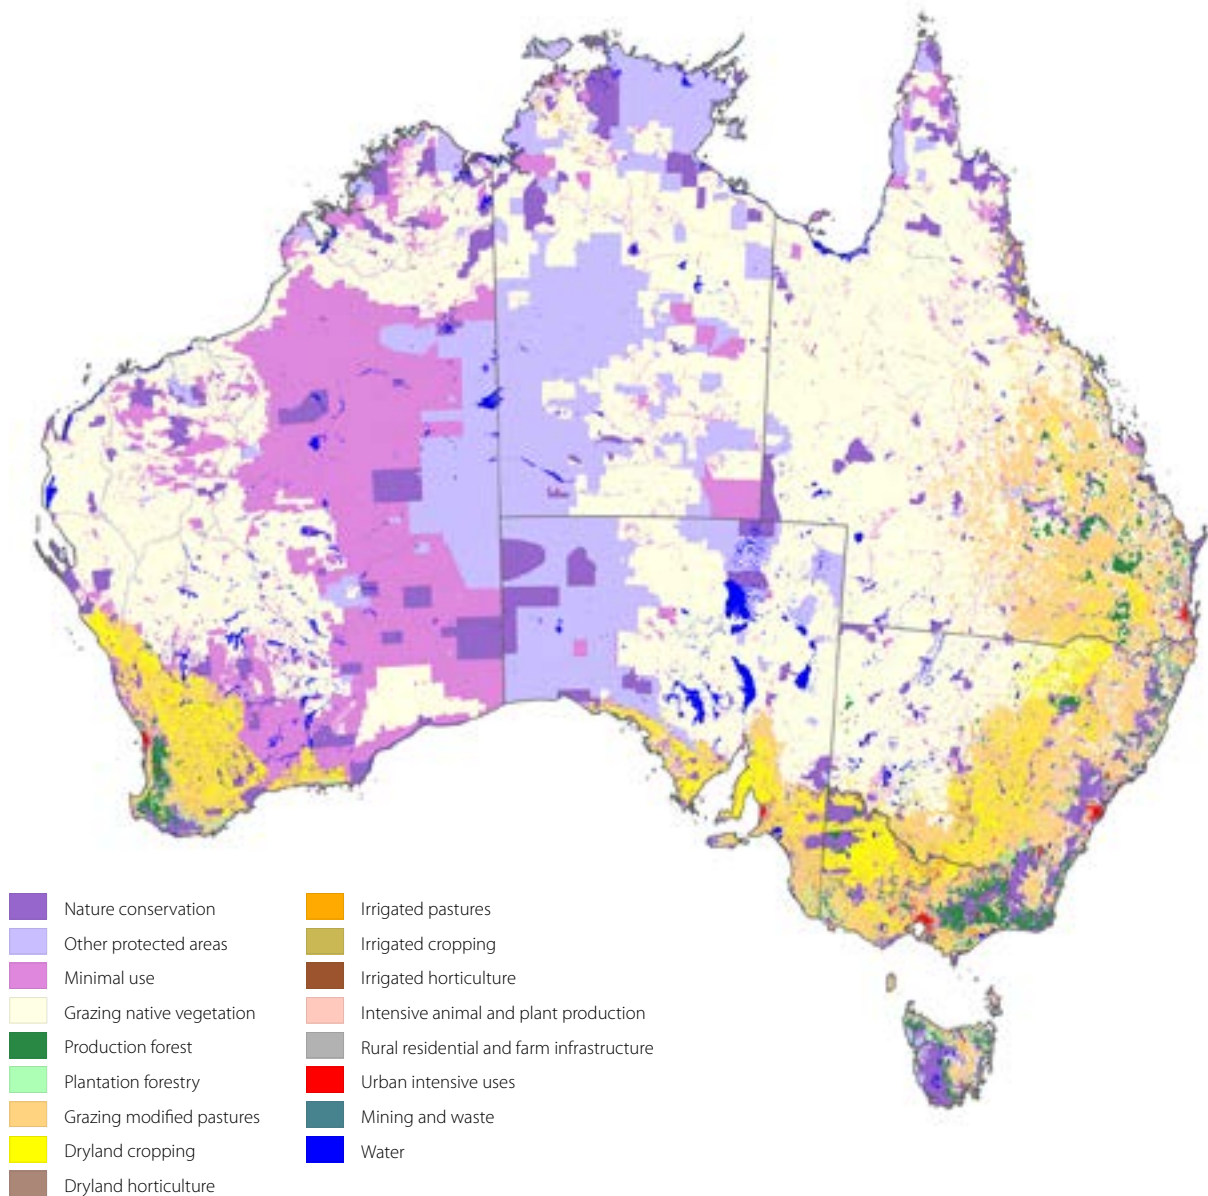 Nature conservation
Other protected areas
Minimal use
Grazing native vegetation
Production forest
Plantation forestry
Grazing modified pastures
Dryland cropping
Dryland horticulture
Irrigated pastures
Irrigated cropping
Irrigated horticulture
Intensive animal and plant production
Rural residential and farm infrastructure
Urban intensive uses
Mining and waste
Water